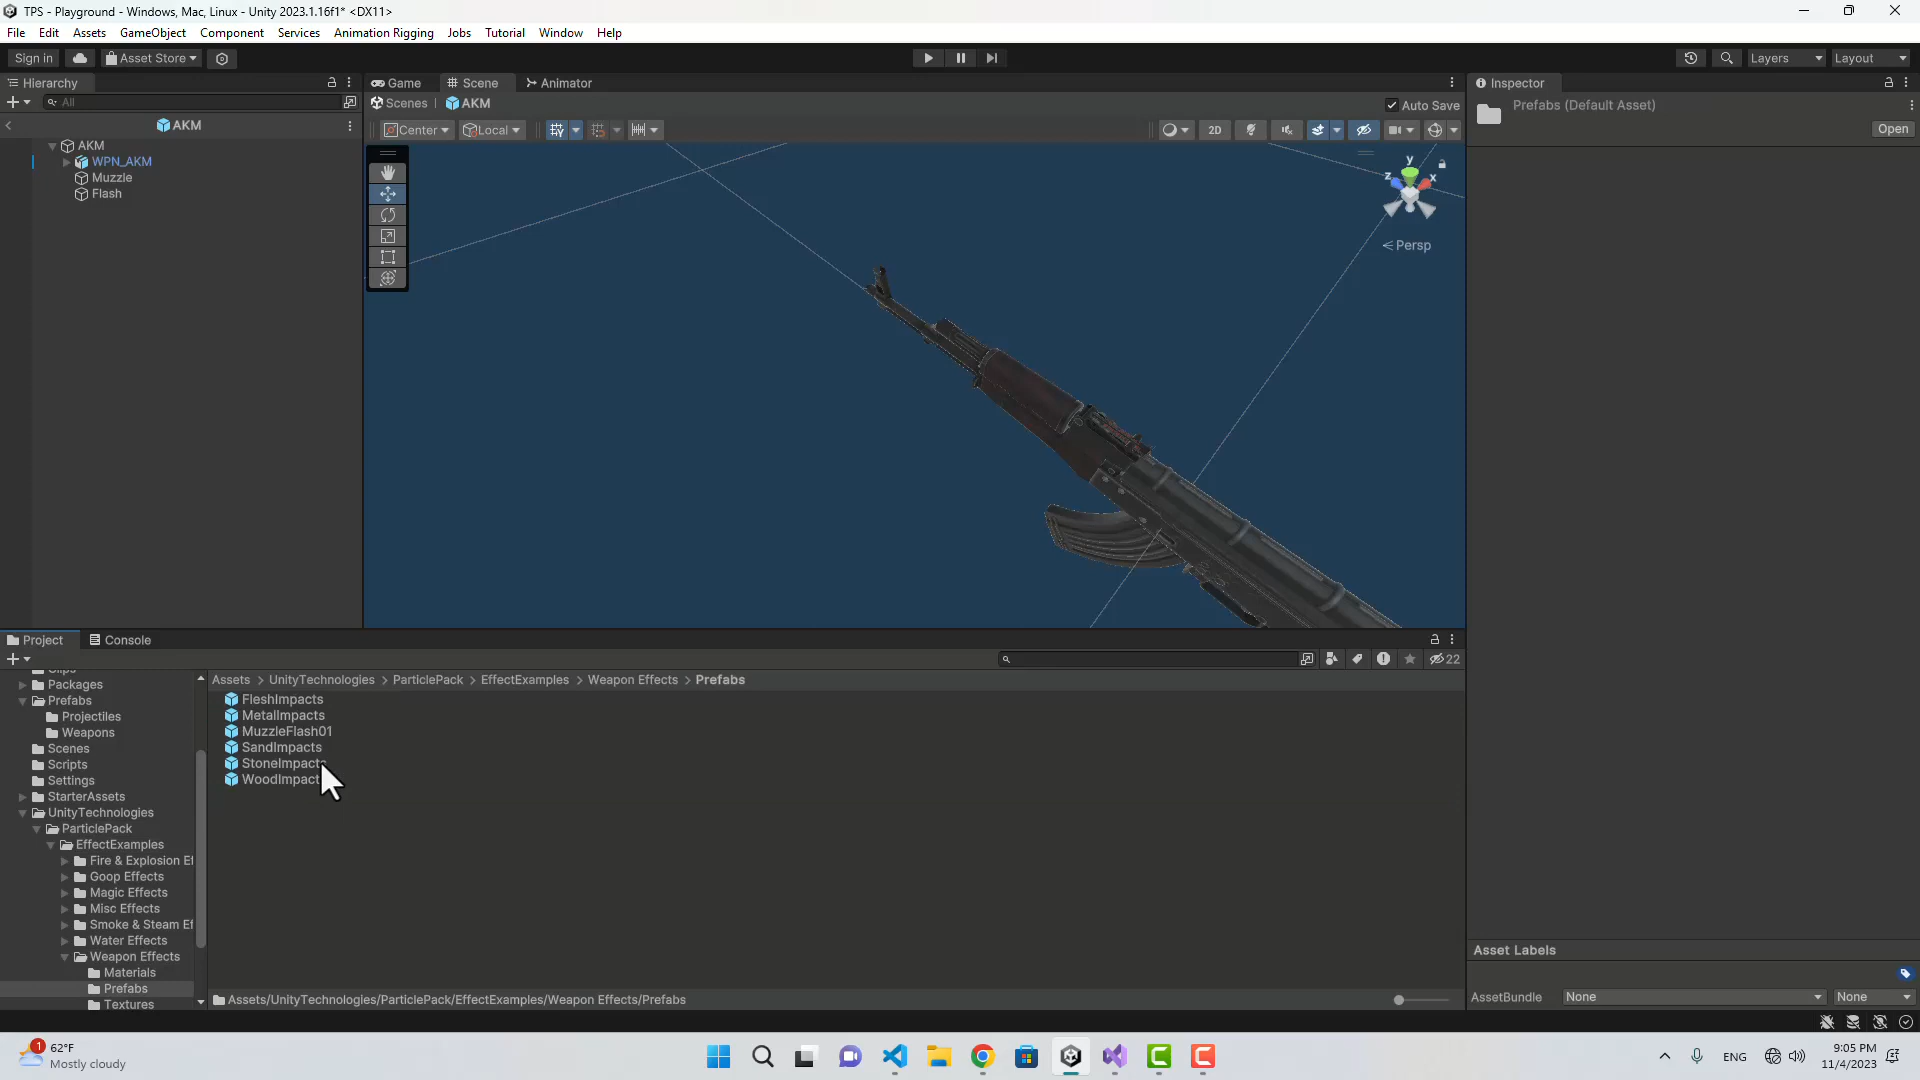 TPS - Playground - Windows, Mac, Linux - Unity 2023.1.16f1* <DX11>
File Edit Assets GameObject Component Services Animation Rigging Jobs Tutorial Window Help
Sign in Asset Store Layers Layout
Hierarchy Game Scene Animator Inspector
All Scenes AKM Auto Save Prefabs (Default Asset)
AKM Center Local 2D Open
AKM
WPN_AKM
Muzzle
Flash
y
z x
Persp
Project Console
22
Clips
Packages
Prefabs
Projectiles
Weapons
Scenes
Scripts
Settings
StarterAssets
UnityTechnologies
ParticlePack
EffectExamples
Fire & Explosion Ef
Goop Effects
Magic Effects
Misc Effects
Smoke & Steam Ef
Water Effects
Weapon Effects
Materials
Prefabs
Textures
Assets > UnityTechnologies > ParticlePack > EffectExamples > Weapon Effects > Prefabs
FleshImpacts
MetalImpacts
MuzzleFlash01
SandImpacts
StoneImpacts
WoodImpact
Assets/UnityTechnologies/ParticlePack/EffectExamples/Weapon Effects/Prefabs
Asset Labels
AssetBundle None None
1
62°F
Mostly cloudy
ENG
9:05 PM
11/4/2023